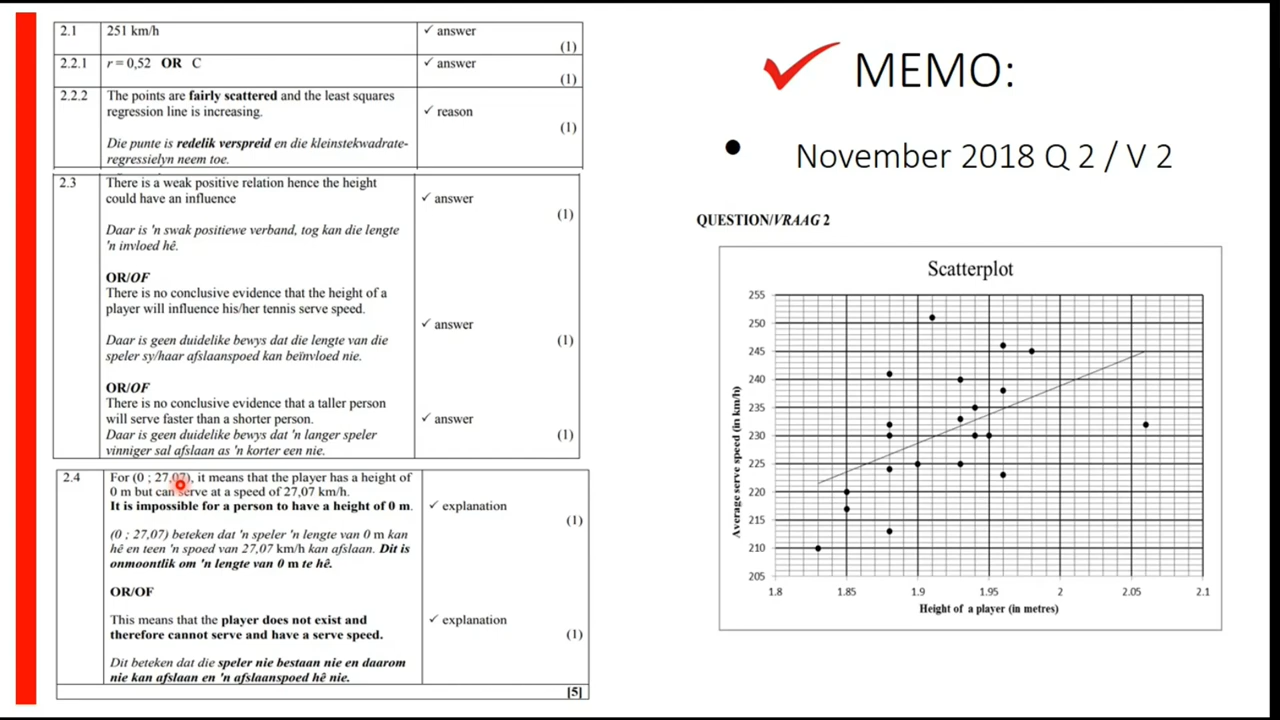 2.1
251 km/h
✓ answer
(1)
2.2.1
r = 0,52 OR C
✓ answer
(1)
2.2.2
The points are fairly scattered and the least squares
regression line is increasing.
Die punte is redelik verspreid en die kleinstekwadrate-
regressielyn neem toe.
✓ reason
(1)
2.3
There is a weak positive relation hence the height
could have an influence
Daar is 'n swak positiewe verband, tog kan die lengte
'n invloed hê.
✓ answer
(1)
OR/OF
There is no conclusive evidence that the height of a
player will influence his/her tennis serve speed.
Daar is geen duidelike bewys dat die lengte van die
speler sy/haar afslaanspoed kan beïnvloed nie.
✓ answer
(1)
OR/OF
There is no conclusive evidence that a taller person
will serve faster than a shorter person.
Daar is geen duidelike bewys dat 'n langer speler
vinniger sal afslaan as 'n korter een nie.
✓ answer
(1)
2.4
For (0 ; 27,07), it means that the player has a height of
0 m but can serve at a speed of 27,07 km/h.
It is impossible for a person to have a height of 0 m.
(0 ; 27,07) beteken dat 'n speler 'n lengte van 0 m kan
hê en teen 'n spoed van 27,07 km/h kan afslaan. Dit is
onmoontlik om 'n lengte van 0 m te hê.
✓ explanation
(1)
OR/OF
This means that the player does not exist and
therefore cannot serve and have a serve speed.
Dit beteken dat die speler nie bestaan nie en daarom
nie kan afslaan en 'n afslaanspoed hê nie.
✓ explanation
(1)
[5]
MEMO:
• November 2018 Q 2 / V 2
QUESTION/VRAAG 2
Scatterplot
Average serve speed (in km/h)
255
250
245
240
235
230
225
220
215
210
205
1.8 1.85 1.9 1.95 2 2.05 2.1
Height of a player (in metres)